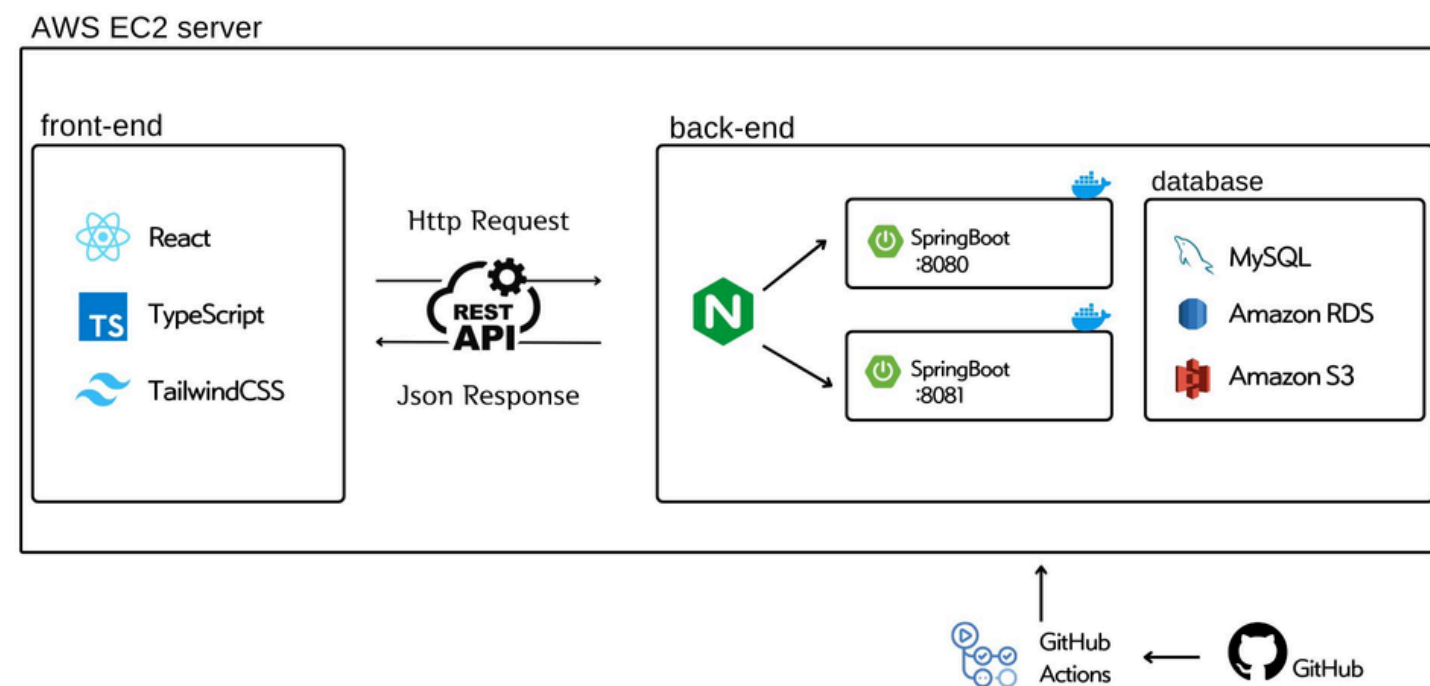 AWS EC2 server
front-end
React
TS
TypeScript
TailwindCSS
Http Request
REST
API
Json Response
back-end
N
SpringBoot
:8080
SpringBoot
:8081
database
MySQL
Amazon RDS
Amazon S3
GitHub
Actions
GitHub